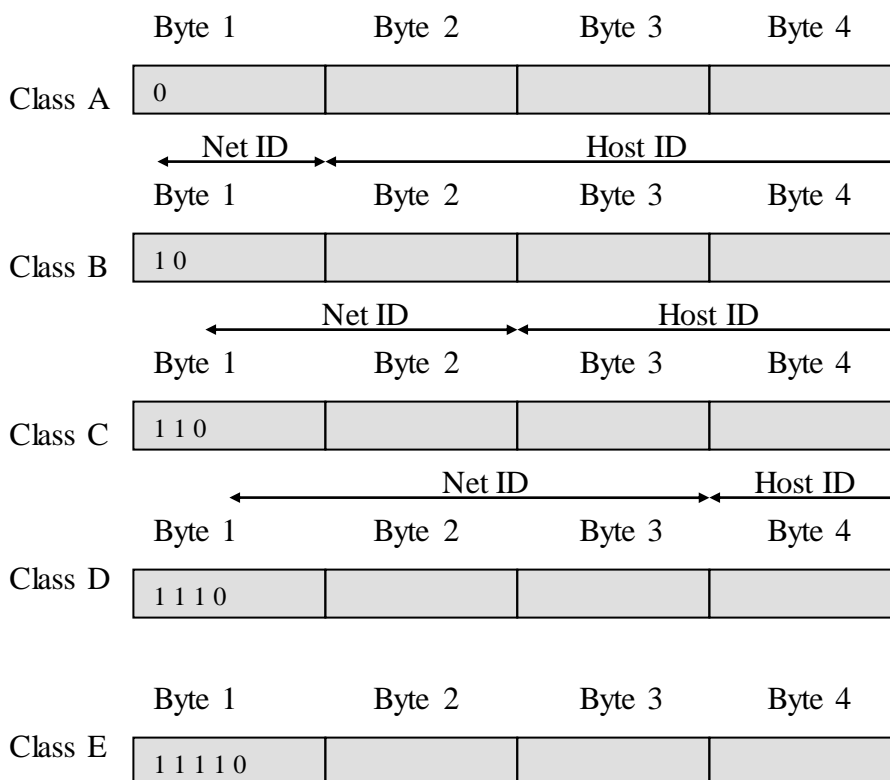 Byte 1 Byte 2 Byte 3 Byte 4
Class A 0
Net ID Host ID
Byte 1 Byte 2 Byte 3 Byte 4
Class B 1 0
Net ID Host ID
Byte 1 Byte 2 Byte 3 Byte 4
Class C 1 1 0
Net ID Host ID
Byte 1 Byte 2 Byte 3 Byte 4
Class D 1 1 1 0
Byte 1 Byte 2 Byte 3 Byte 4
Class E 1 1 1 1 0